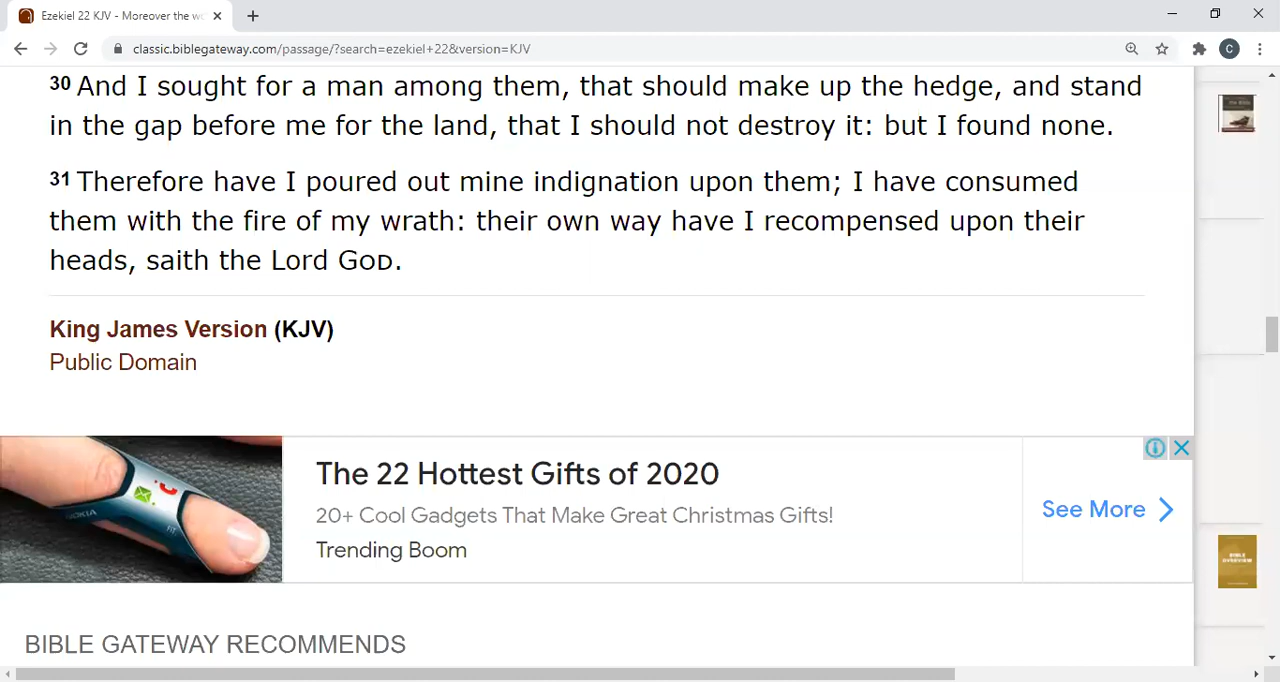 Ezekiel 22 KJV - Moreover the wo
classic.biblegateway.com/passage/?search=ezekiel+22&version=KJV
C
30 And I sought for a man among them, that should make up the hedge, and stand
in the gap before me for the land, that I should not destroy it: but I found none.
31 Therefore have I poured out mine indignation upon them; I have consumed
them with the fire of my wrath: their own way have I recompensed upon their
heads, saith the Lord GOD.
King James Version (KJV)
Public Domain
NOKIA
FIT
The 22 Hottest Gifts of 2020
20+ Cool Gadgets That Make Great Christmas Gifts!
Trending Boom
See More
BIBLE
OVERVIEW
BIBLE GATEWAY RECOMMENDS